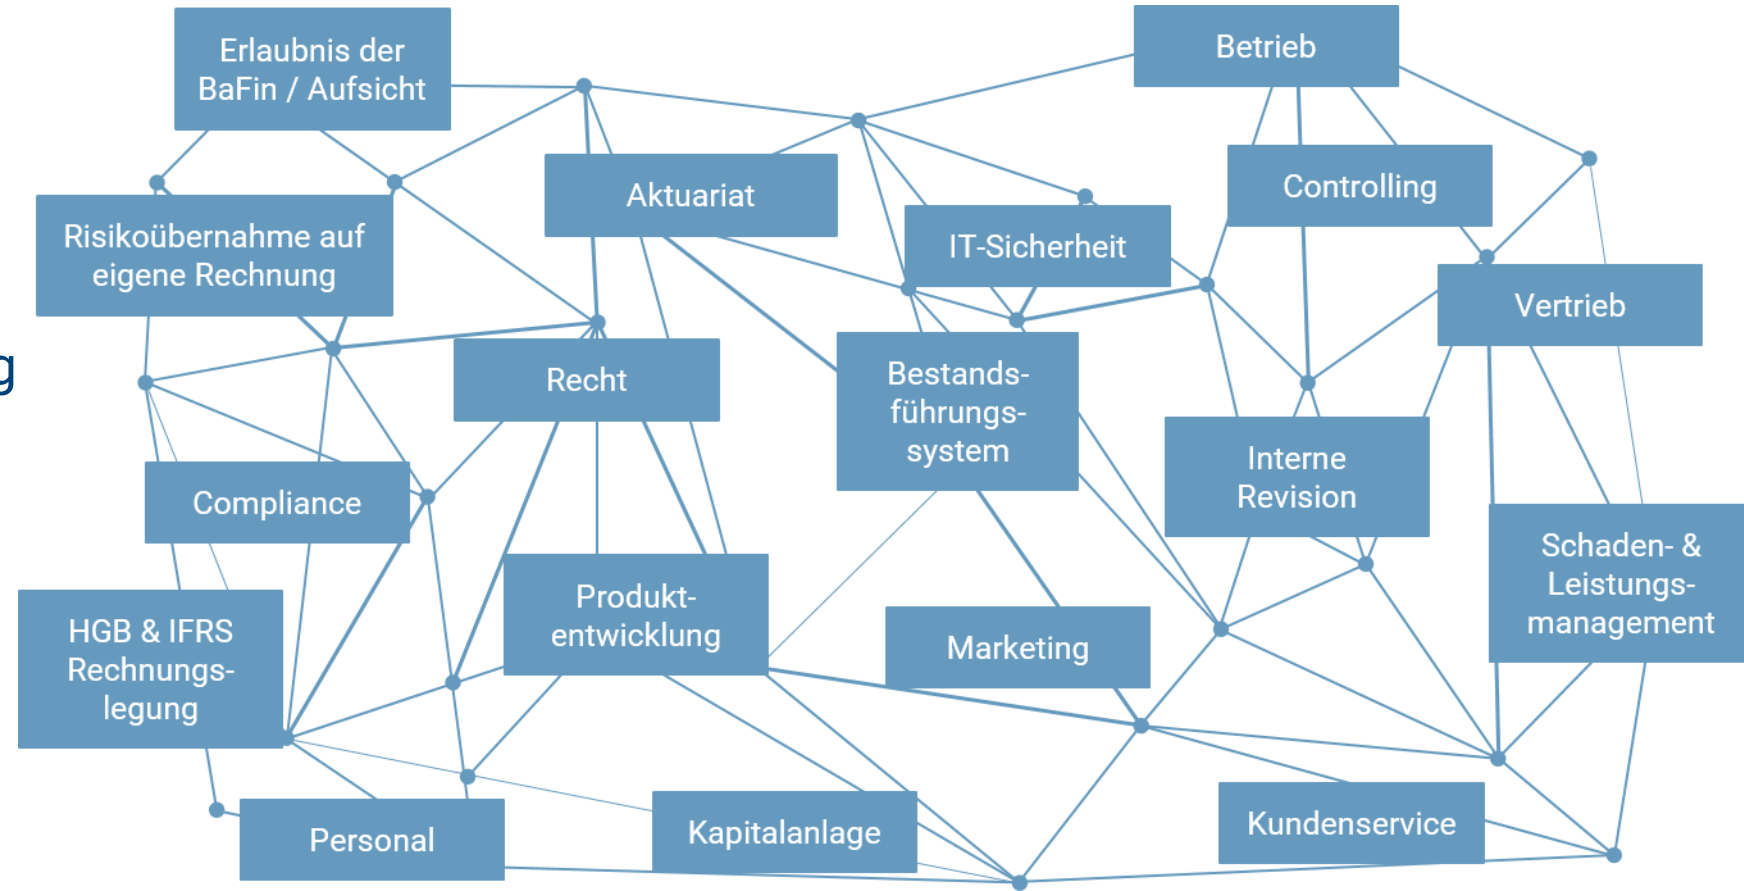 Erlaubnis der
BaFin / Aufsicht
Betrieb
Aktuariat
Controlling
Risikoübernahme auf
eigene Rechnung
IT-Sicherheit
Vertrieb
g
Recht
Bestands-
führungs-
system
Interne
Revision
Compliance
Schaden- &
Leistungs-
management
Produkt-
entwicklung
HGB & IFRS
Rechnungs-
legung
Marketing
Personal
Kapitalanlage
Kundenservice